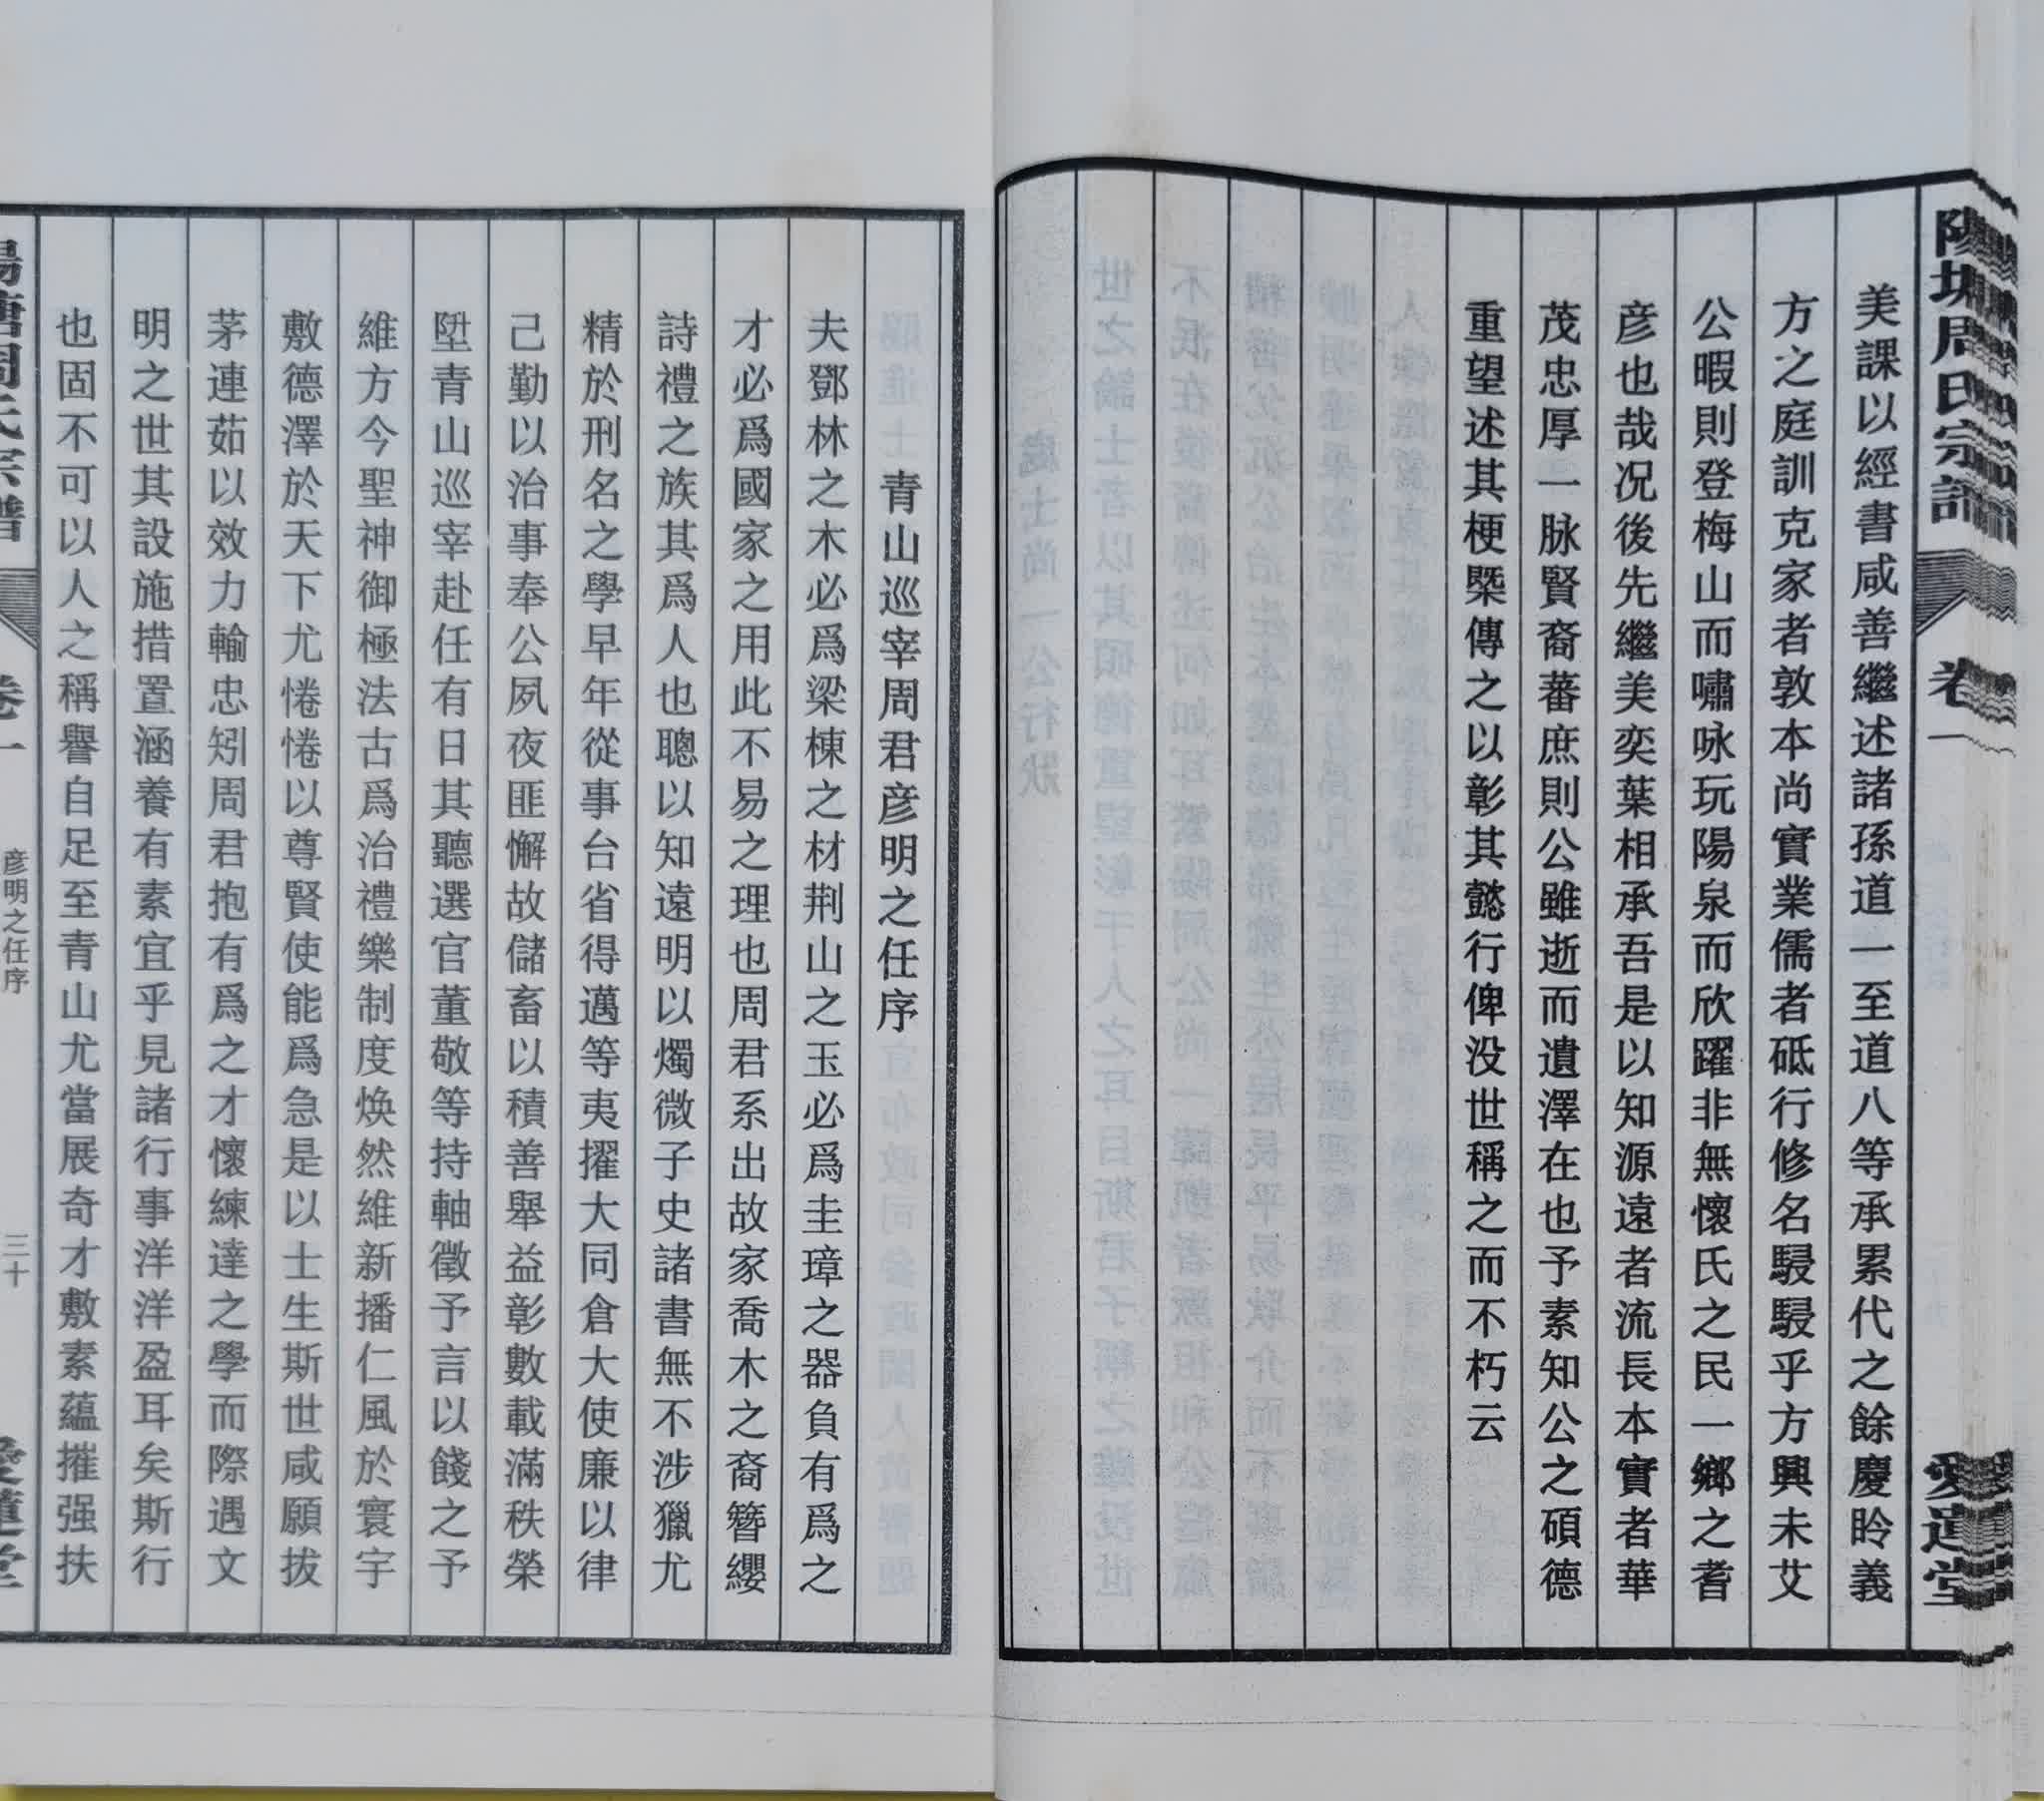 周氏宗譜
卷一
美課以經書咸善繼述諸孫道一至道八等承累代之餘慶昤義
方之庭訓克家者敦本尚實業儒者砥行修名駸駸乎方興未艾
公暇則登梅山而嘯咏玩陽泉而欣躍非無懷氏之民一鄉之耆
彦也哉况後先繼美奕葉相承吾是以知源遠者流長本實者華
茂忠厚一脉賢裔蕃庶則公雖逝而遺澤在也予素知公之碩德
重望述其梗槩傳之以彰其懿行俾没世稱之而不朽云
青山巡宰周君彦明之任序
夫鄧林之木必爲梁棟之材荆山之玉必爲圭璋之器負有爲之
才必爲國家之用此不易之理也周君系出故家喬木之裔簪纓
詩禮之族其爲人也聰以知遠明以燭微子史諸書無不涉獵尤
精於刑名之學早年從事台省得邁等夷擢大同倉大使廉以律
己勤以治事奉公夙夜匪懈故儲畜以積善舉益彰數載滿秩榮
陞青山巡宰赴任有日其聽選官董敬等持軸徵予言以餞之予
維方今聖神御極法古爲治禮樂制度焕然維新播仁風於寰宇
敷德澤於天下尤惓惓以尊賢使能爲急是以士生斯世咸願拔
茅連茹以效力輸忠矧周君抱有爲之才懷練達之學而際遇文
明之世其設施措置涵養有素宜乎見諸行事洋洋盈耳矣斯行
也固不可以人之稱譽自足至青山尤當展奇才敷素蘊摧强扶
卷一
彦明之任序
三十